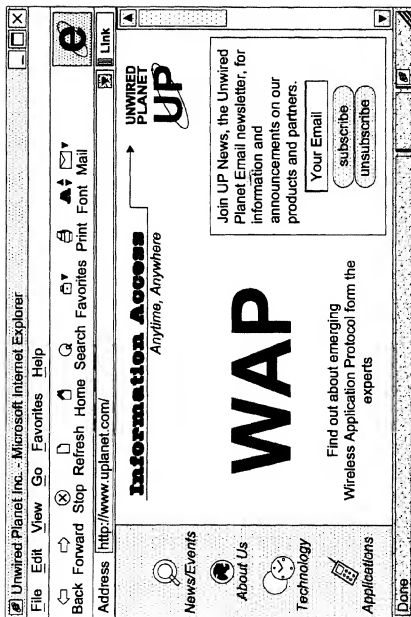 Unwired Planet Inc. - Microsoft Internet Explorer
File Edit View Go Favorites Help
Back Forward Stop Refresh Home Search Favorites Print Font Mail
Address http://www.uplanet.com/ Link
News/Events
About Us
Technology
Applications
Information Access
Anytime, Anywhere
UNWIRED
PLANET
UP
WAP
Find out about emerging
Wireless Application Protocol form the
experts
Join UP News, the Unwired
Planet Email newsletter, for
information and
announcements on our
products and partners.
Your Email
subscribe
unsubscribe
Done